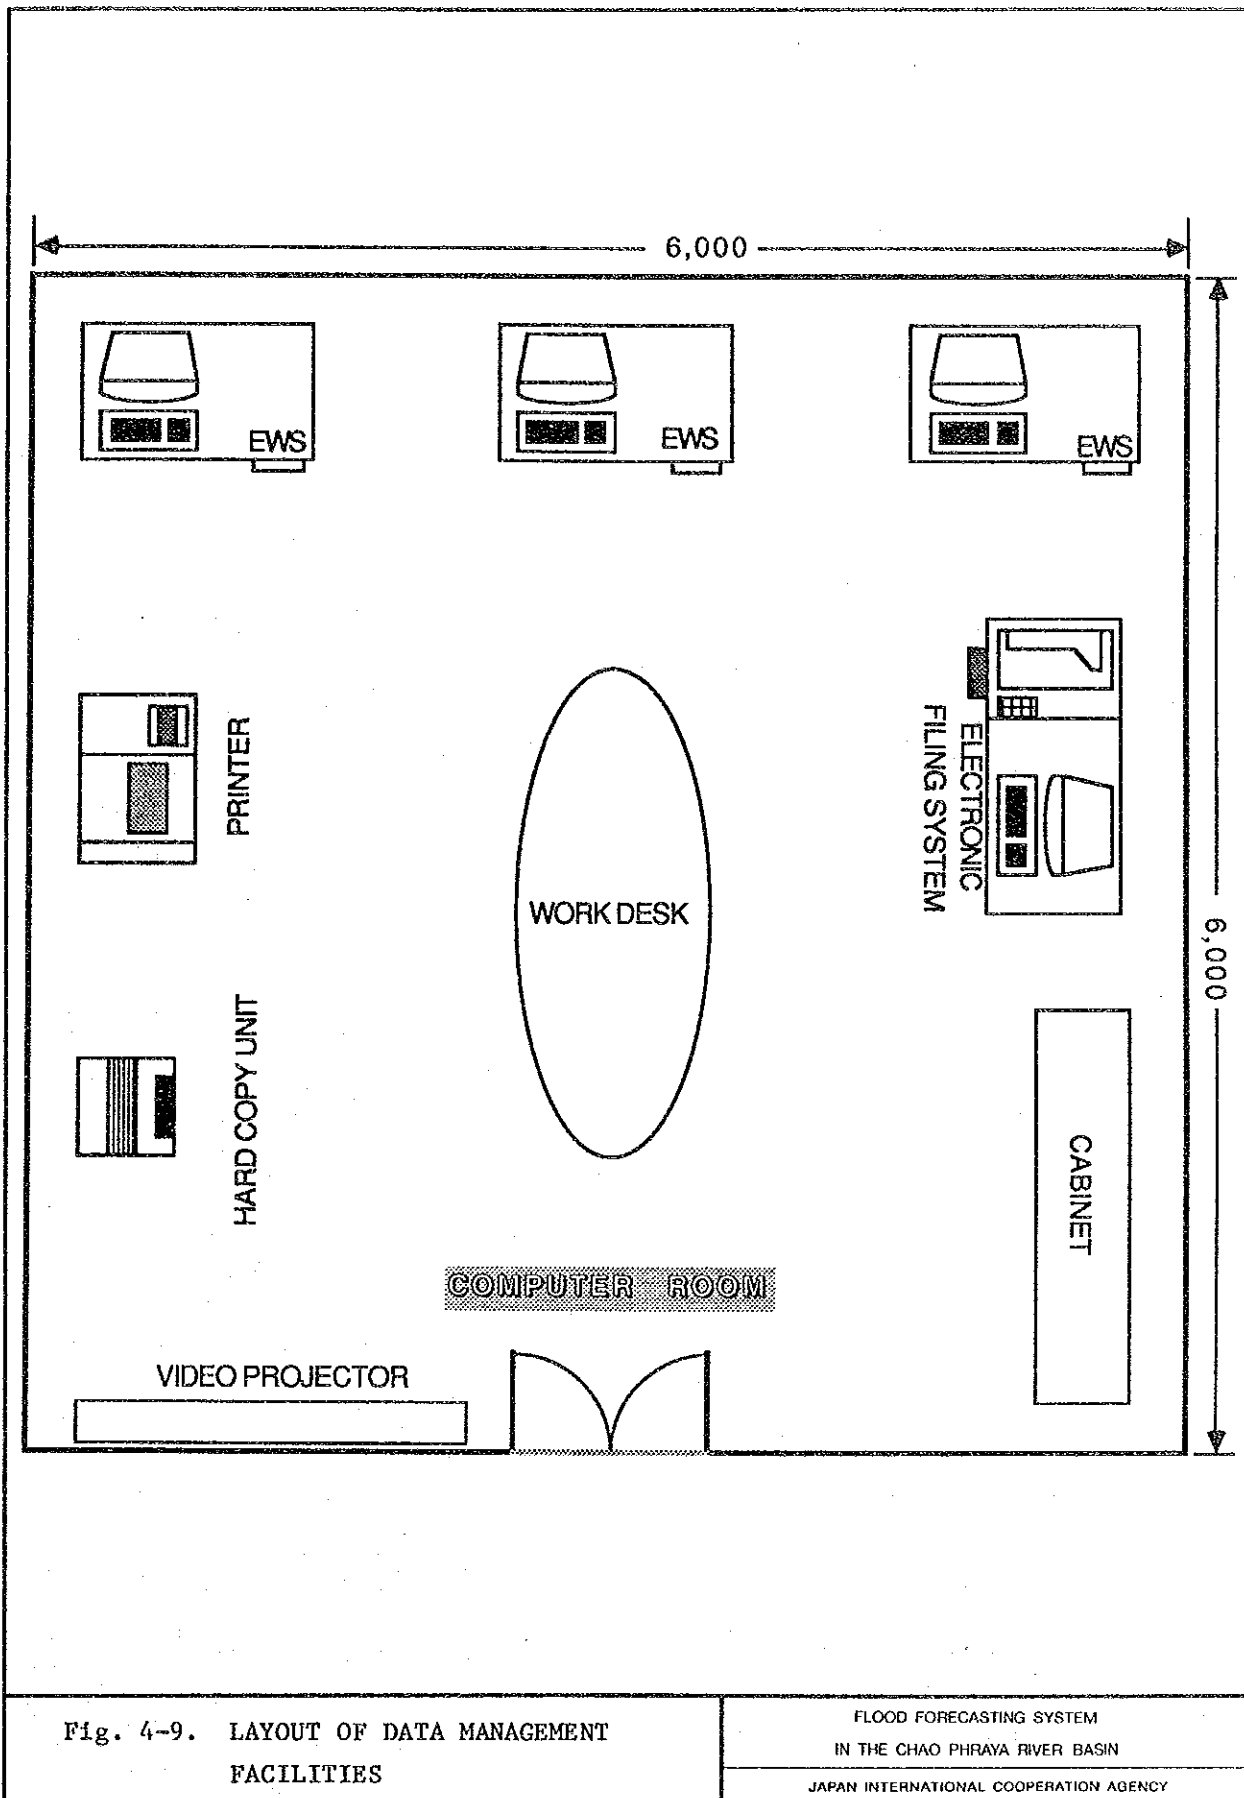 6,000
EWS
EWS
EWS
PRINTER
ELECTRONIC
FILING SYSTEM
WORK DESK
6,000
HARD COPY UNIT
CABINET
COMPUTER ROOM
VIDEO PROJECTOR
Fig. 4-9. LAYOUT OF DATA MANAGEMENT
FACILITIES
FLOOD FORECASTING SYSTEM
IN THE CHAO PHRAYA RIVER BASIN
JAPAN INTERNATIONAL COOPERATION AGENCY